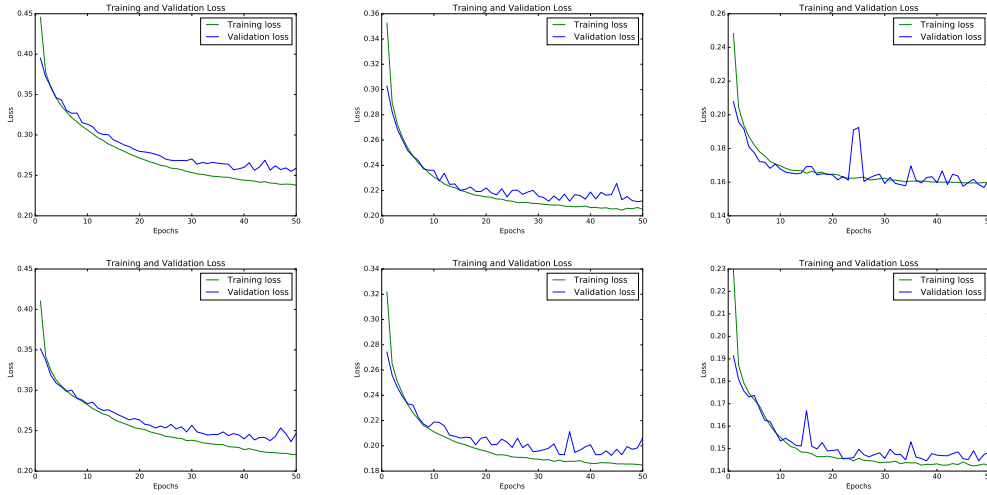 Training and Validation Loss
Training loss
Validation loss
0.45
0.40
0.35
0.30
0.25
0.20
Loss
0 10 20 30 40 50
Epochs
Training and Validation Loss
Training loss
Validation loss
0.36
0.34
0.32
0.30
0.28
0.26
0.24
0.22
0.20
Loss
0 10 20 30 40 50
Epochs
Training and Validation Loss
Training loss
Validation loss
0.26
0.24
0.22
0.20
0.18
0.16
0.14
Loss
0 10 20 30 40 50
Epochs
Training and Validation Loss
Training loss
Validation loss
0.45
0.40
0.35
0.30
0.25
0.20
Loss
0 10 20 30 40 50
Epochs
Training and Validation Loss
Training loss
Validation loss
0.34
0.32
0.30
0.28
0.26
0.24
0.22
0.20
0.18
Loss
0 10 20 30 40 50
Epochs
Training and Validation Loss
Training loss
Validation loss
0.23
0.22
0.21
0.20
0.19
0.18
0.17
0.16
0.15
0.14
Loss
0 10 20 30 40 50
Epochs